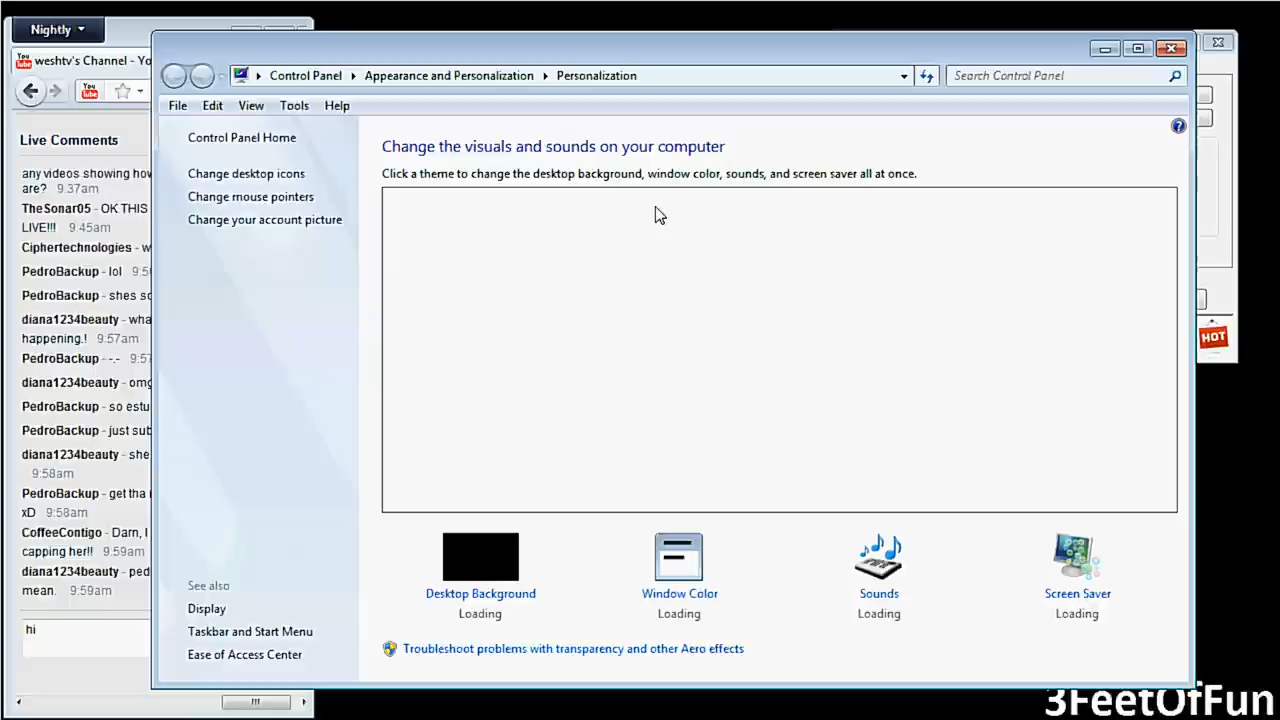 Nightly
weshtv's Channel - Yo
Live Comments
any videos showing how
are? 9:37am
TheSonar05 - OK THIS
LIVE!!! 9:45am
Ciphertechnologies - w
PedroBackup - lol 9:5
PedroBackup - shes so
diana1234beauty - wha
happening.! 9:57am
PedroBackup - -.- 9:57
diana1234beauty - omg
PedroBackup - so estu
PedroBackup - just sub
diana1234beauty - she
9:58am
PedroBackup - get tha
xD 9:58am
CoffeeContigo - Darn, I
capping her!! 9:59am
diana1234beauty - ped
mean. 9:59am
hi
Control Panel Appearance and Personalization Personalization
Search Control Panel
File Edit View Tools Help
Control Panel Home
Change desktop icons
Change mouse pointers
Change your account picture
See also
Display
Taskbar and Start Menu
Ease of Access Center
Change the visuals and sounds on your computer
Click a theme to change the desktop background, window color, sounds, and screen saver all at once.
Desktop Background
Loading
Window Color
Loading
Sounds
Loading
Screen Saver
Loading
Troubleshoot problems with transparency and other Aero effects
HOT
3FeetOfFun